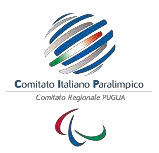 Comitato Italiano Paralimpico
Comitato Regionale PUGLIA